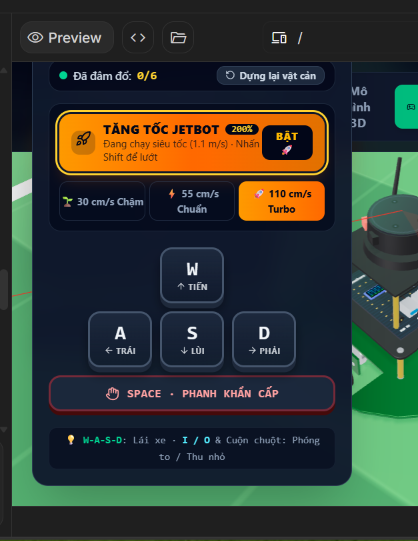 Preview
/
Đã đâm đổ: 0/6
Dựng lại vật cản
TĂNG TỐC JETBOT 200%
Đang chạy siêu tốc (1.1 m/s) · Nhấn
Shift để lướt
BẬT
30 cm/s Chậm
55 cm/s
Chuẩn
110 cm/s
Turbo
W
↑ TIẾN
A
← TRÁI
S
↓ LÙI
D
→ PHẢI
SPACE · PHANH KHẨN CẤP
W-A-S-D: Lái xe · I / O & Cuộn chuột: Phóng
to / Thu nhỏ
Mô
3D